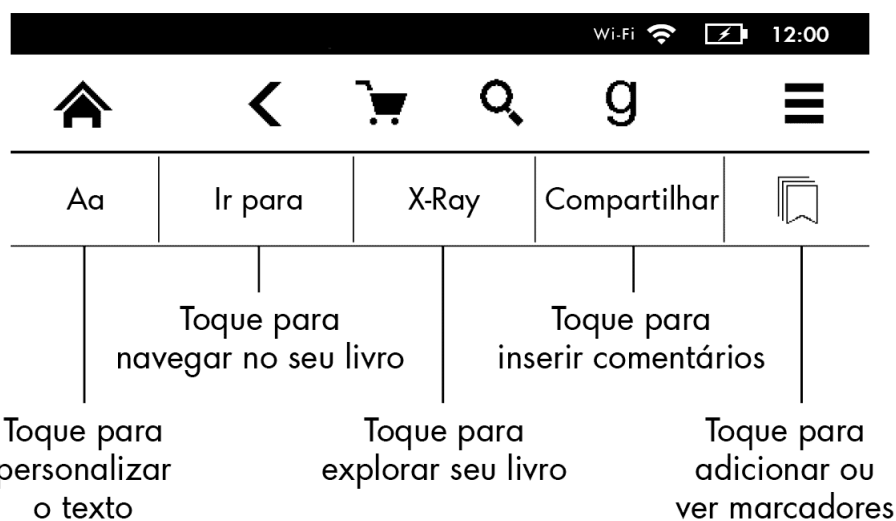 Wi-Fi 12:00
g
Aa Ir para X-Ray Compartilhar
Toque para
navegar no seu livro
Toque para
inserir comentários
Toque para
personalizar
o texto
Toque para
explorar seu livro
Toque para
adicionar ou
ver marcadores